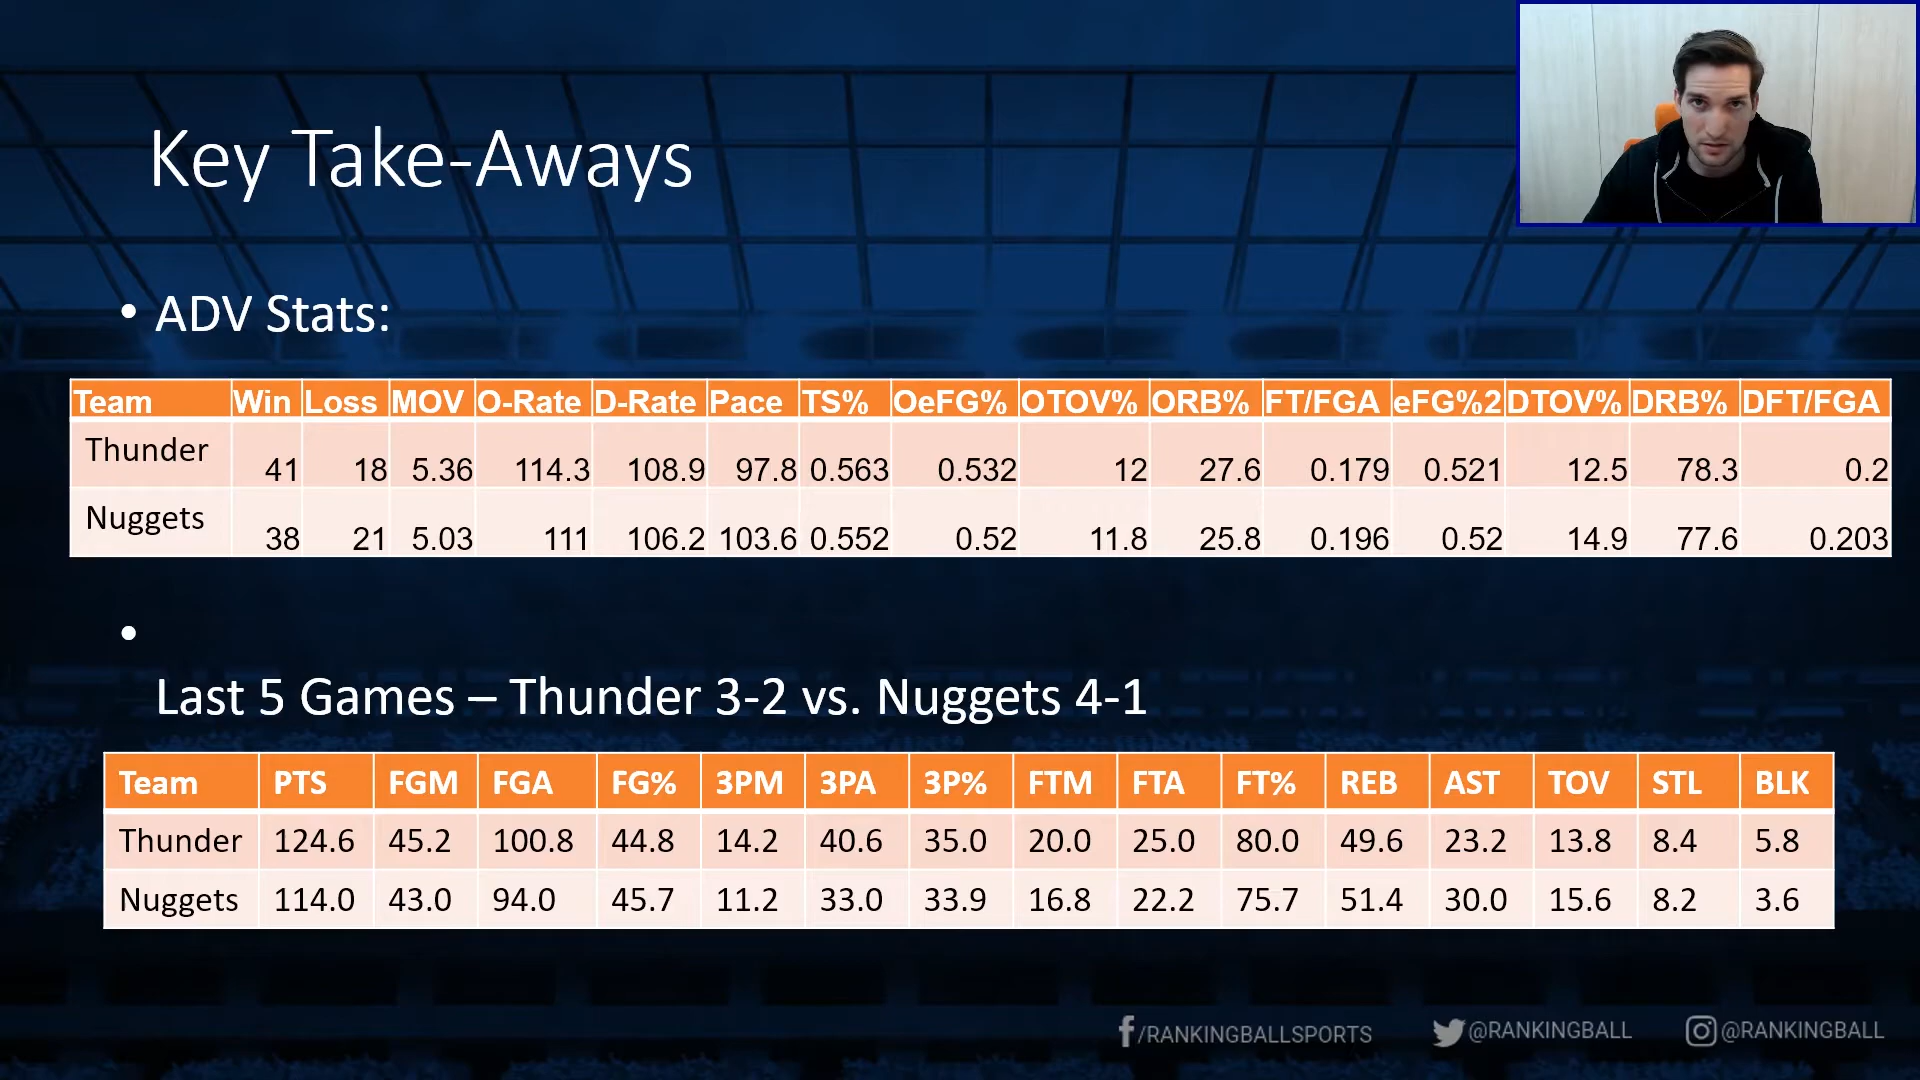 Key Take-Aways
• ADV Stats:
Team Win Loss MOV O-Rate D-Rate Pace TS% OeFG% OTOV% ORB% FT/FGA eFG%2 DTOV% DRB% DFT/FGA
Thunder 41 18 5.36 114.3 108.9 97.8 0.563 0.532 12 27.6 0.179 0.521 12.5 78.3 0.2
Nuggets 38 21 5.03 111 106.2 103.6 0.552 0.52 11.8 25.8 0.196 0.52 14.9 77.6 0.203
•
Last 5 Games – Thunder 3-2 vs. Nuggets 4-1
Team PTS FGM FGA FG% 3PM 3PA 3P% FTM FTA FT% REB AST TOV STL BLK
Thunder 124.6 45.2 100.8 44.8 14.2 40.6 35.0 20.0 25.0 80.0 49.6 23.2 13.8 8.4 5.8
Nuggets 114.0 43.0 94.0 45.7 11.2 33.0 33.9 16.8 22.2 75.7 51.4 30.0 15.6 8.2 3.6
/RANKINGBALLSPORTS @RANKINGBALL @RANKINGBALL